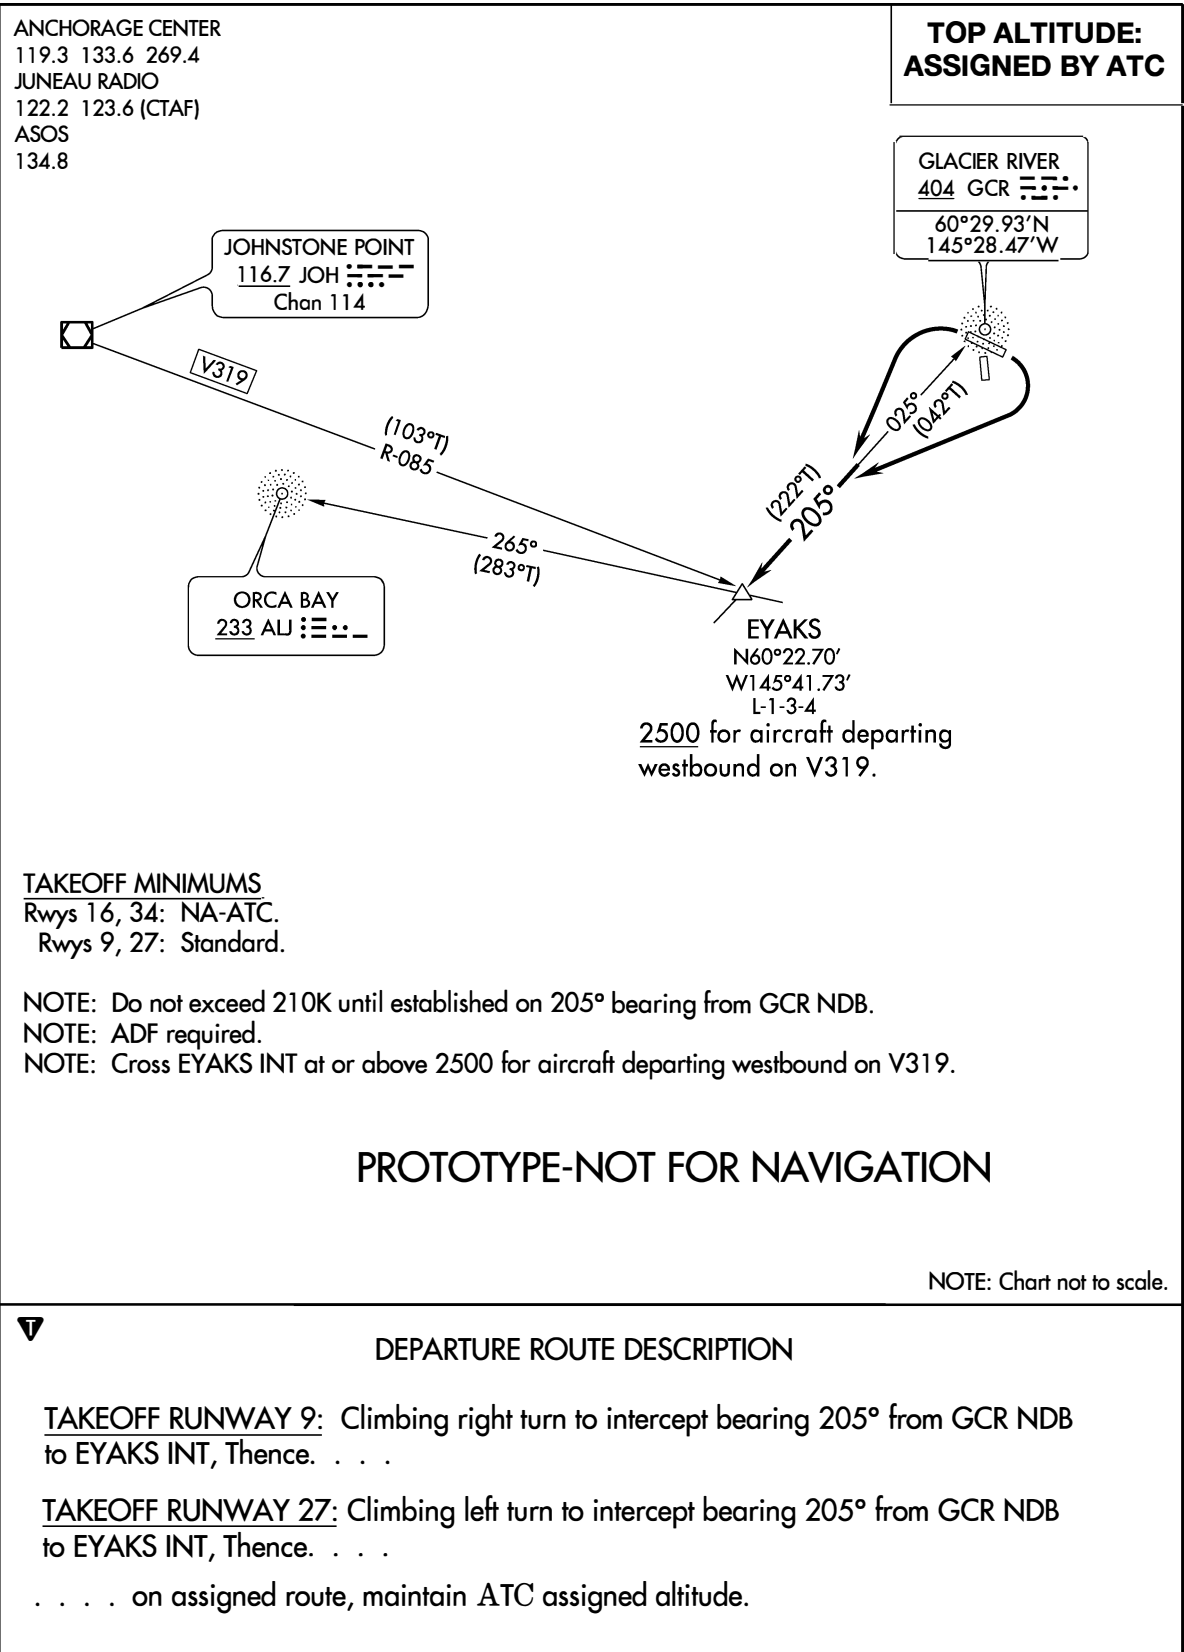 ANCHORAGE CENTER
119.3 133.6 269.4
JUNEAU RADIO
122.2 123.6 (CTAF)
ASOS
134.8
TOP ALTITUDE:
ASSIGNED BY ATC
GLACIER RIVER
404 GCR
60°29.93′N
145°28.47′W
JOHNSTONE POINT
116.7 JOH
Chan 114
V319
(103°T)
R-085
025°
(042°T)
(222°T)
205°
265°
(283°T)
ORCA BAY
233 AIJ
EYAKS
N60°22.70′
W145°41.73′
L-1-3-4
2500 for aircraft departing
westbound on V319.
TAKEOFF MINIMUMS
Rwys 16, 34: NA-ATC.
Rwys 9, 27: Standard.
NOTE: Do not exceed 210K until established on 205° bearing from GCR NDB.
NOTE: ADF required.
NOTE: Cross EYAKS INT at or above 2500 for aircraft departing westbound on V319.
PROTOTYPE-NOT FOR NAVIGATION
NOTE: Chart not to scale.
T
DEPARTURE ROUTE DESCRIPTION
TAKEOFF RUNWAY 9: Climbing right turn to intercept bearing 205° from GCR NDB
to EYAKS INT, Thence. . . .
TAKEOFF RUNWAY 27: Climbing left turn to intercept bearing 205° from GCR NDB
to EYAKS INT, Thence. . . .
. . . . on assigned route, maintain ATC assigned altitude.